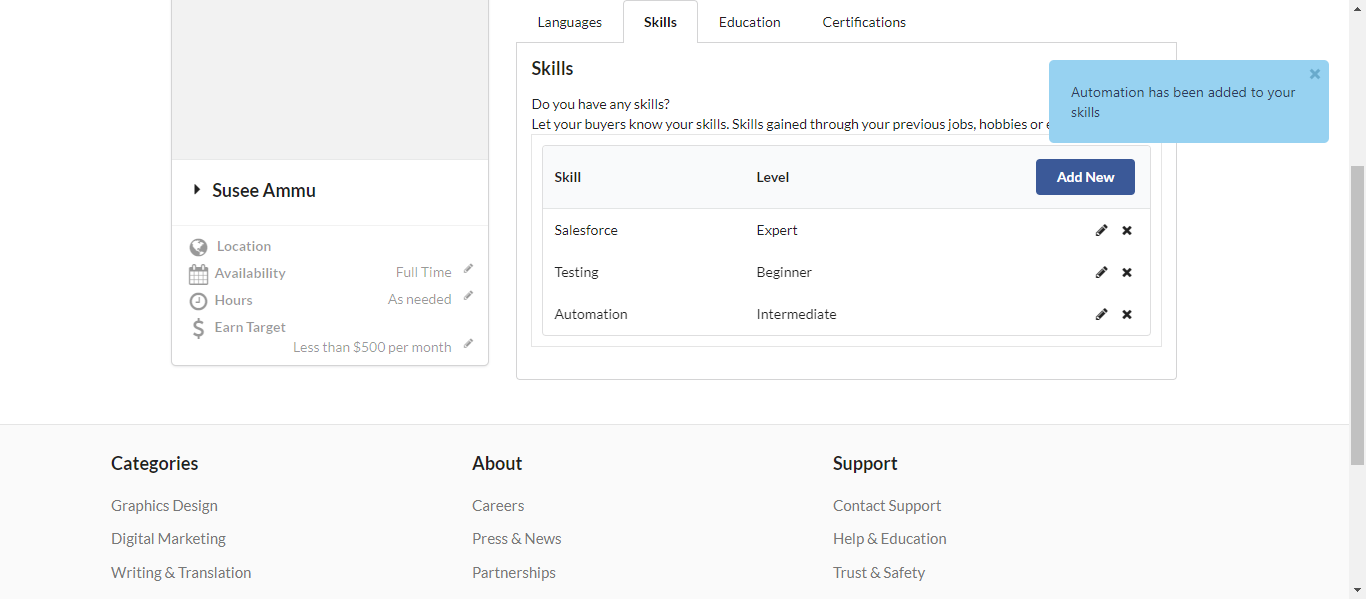 Languages Skills Education Certifications
Skills
Automation has been added to your
skills
Do you have any skills?
Let your buyers know your skills. Skills gained through your previous jobs, hobbies or
Skill Level Add New
Salesforce Expert
Testing Beginner
Automation Intermediate
Susee Ammu
Location
Availability Full Time
Hours As needed
Earn Target
Less than $500 per month
Categories
Graphics Design
Digital Marketing
Writing & Translation
About
Careers
Press & News
Partnerships
Support
Contact Support
Help & Education
Trust & Safety